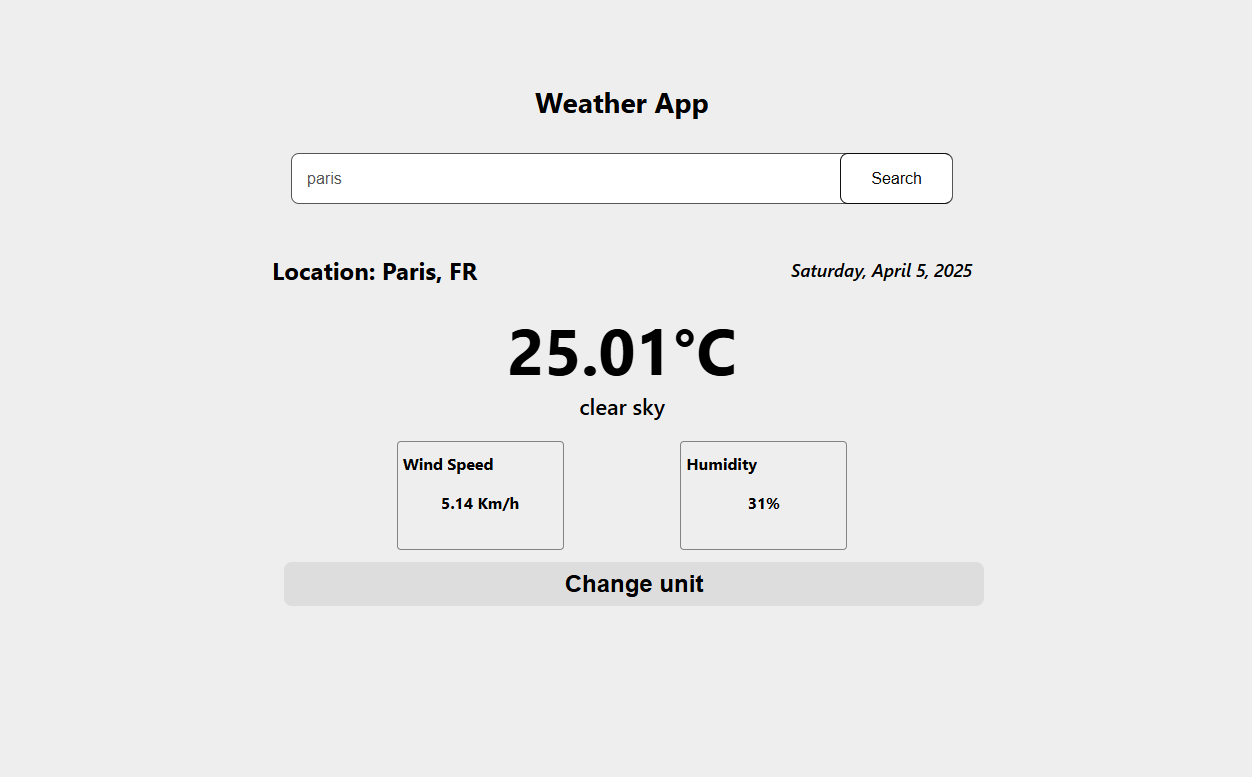 Weather App
paris
Search
Location: Paris, FR
Saturday, April 5, 2025
25.01°C
clear sky
Wind Speed
5.14 Km/h
Humidity
31%
Change unit